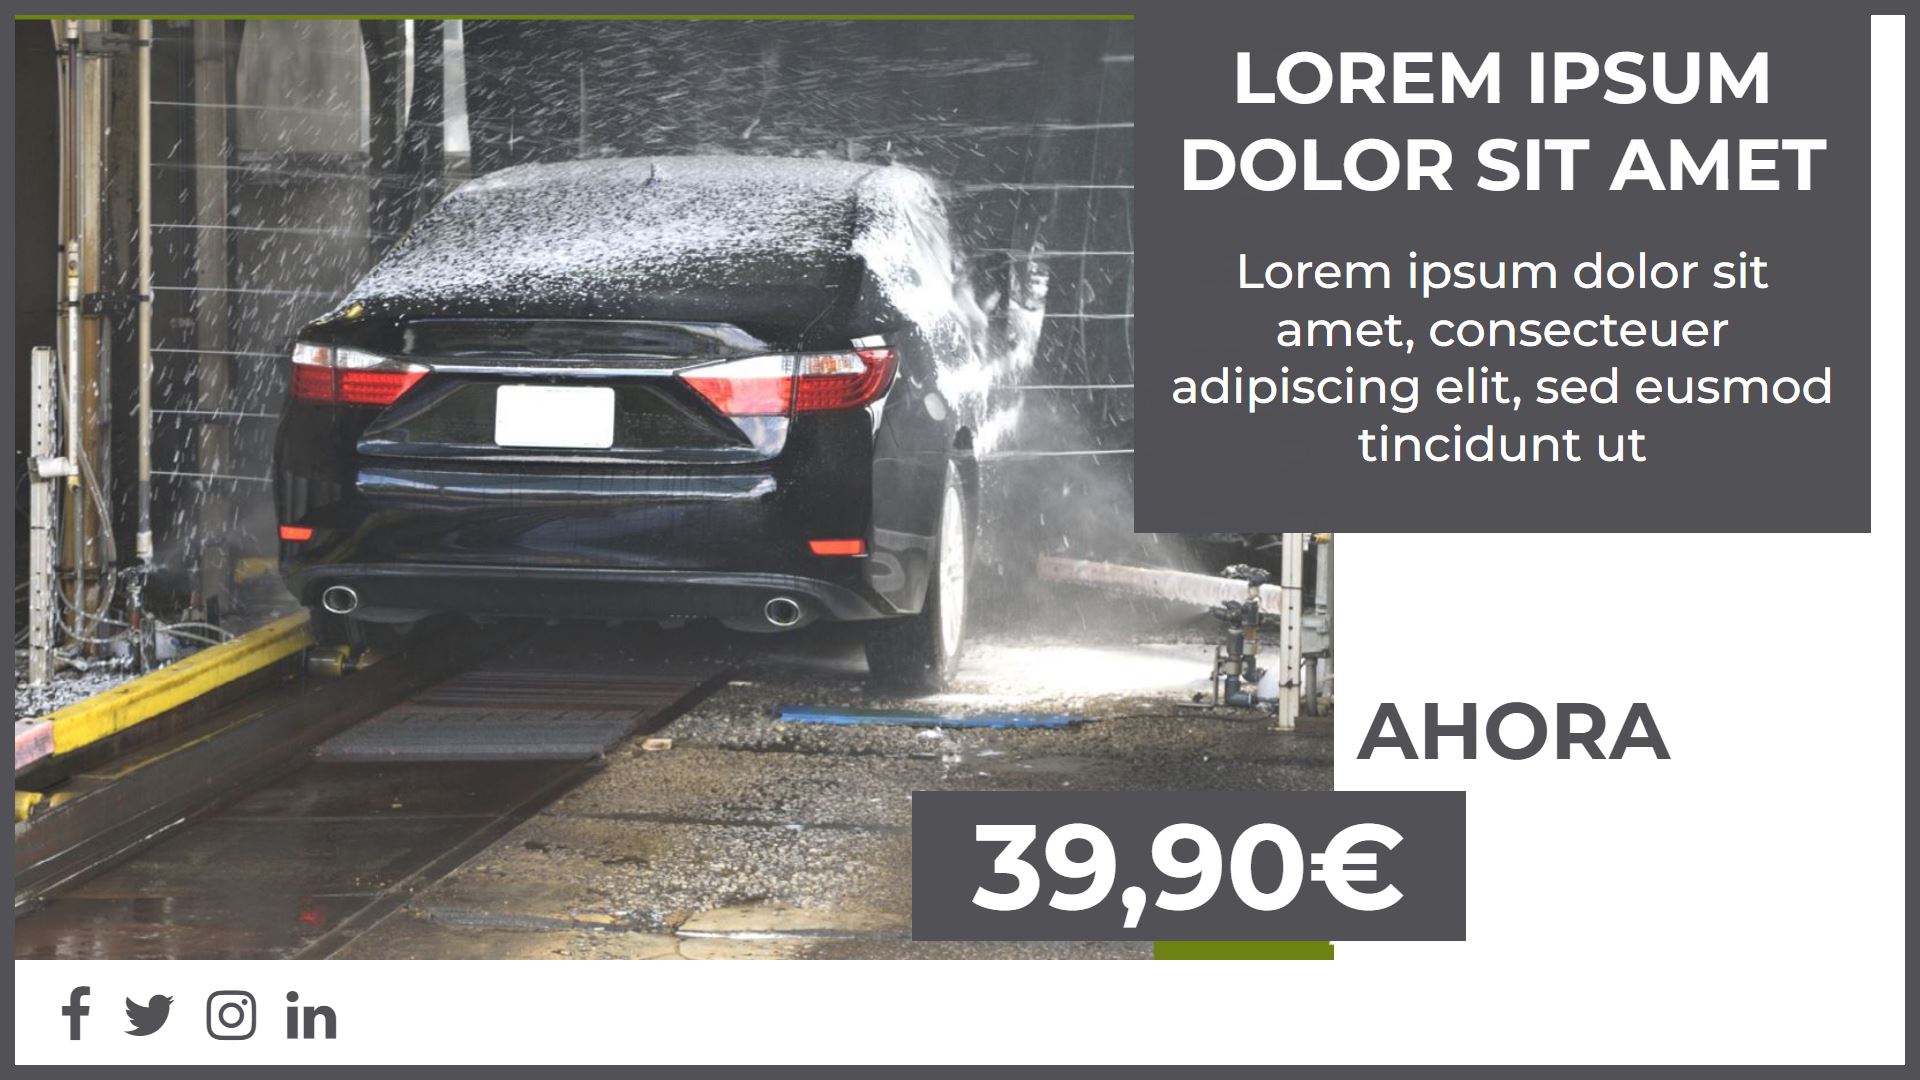 LOREM IPSUM
DOLOR SIT AMET
Lorem ipsum dolor sit
amet, consecteuer
adipiscing elit, sed eusmod
tincidunt ut
AHORA
39,90€